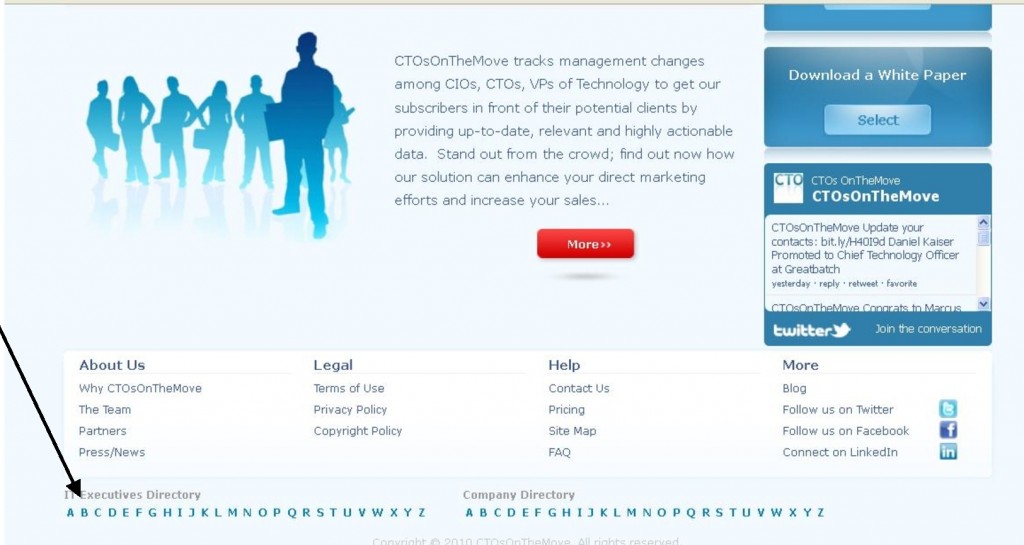 CTOsOnTheMove tracks management changes
among CIOs, CTOs, VPs of Technology to get our
subscribers in front of their potential clients by
providing up-to-date, relevant and highly actionable
data.  Stand out from the crowd; find out now how
our solution can enhance your direct marketing
efforts and increase your sales...
More>>
Download a White Paper
Select
CTO
CTOs OnTheMove
CTOsOnTheMove
CTOsOnTheMove Update your
contacts: bit.ly/H40I9d Daniel Kaiser
Promoted to Chief Technology Officer
at Greatbatch
yesterday · reply · retweet · favorite
CTOsOnTheMove Congrats to Marcus
twitter
Join the conversation
About Us
Why CTOsOnTheMove
The Team
Partners
Press/News
Legal
Terms of Use
Privacy Policy
Copyright Policy
Help
Contact Us
Pricing
Site Map
FAQ
More
Blog
Follow us on Twitter
Follow us on Facebook
Connect on LinkedIn
IT Executives Directory
A B C D E F G H I J K L M N O P Q R S T U V W X Y Z
Company Directory
A B C D E F G H I J K L M N O P Q R S T U V W X Y Z
Copyright © 2010 CTOsOnTheMove. All rights reserved.